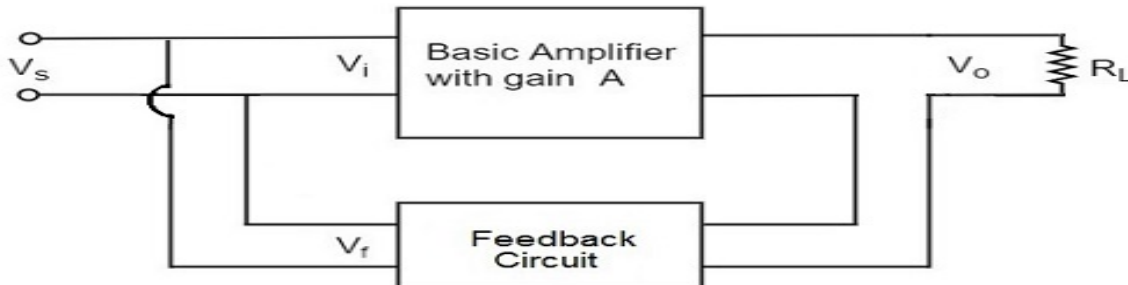 Basic Amplifier
with gain A
Vs
Vi
Vo
RL
Vf
Feedback
Circuit